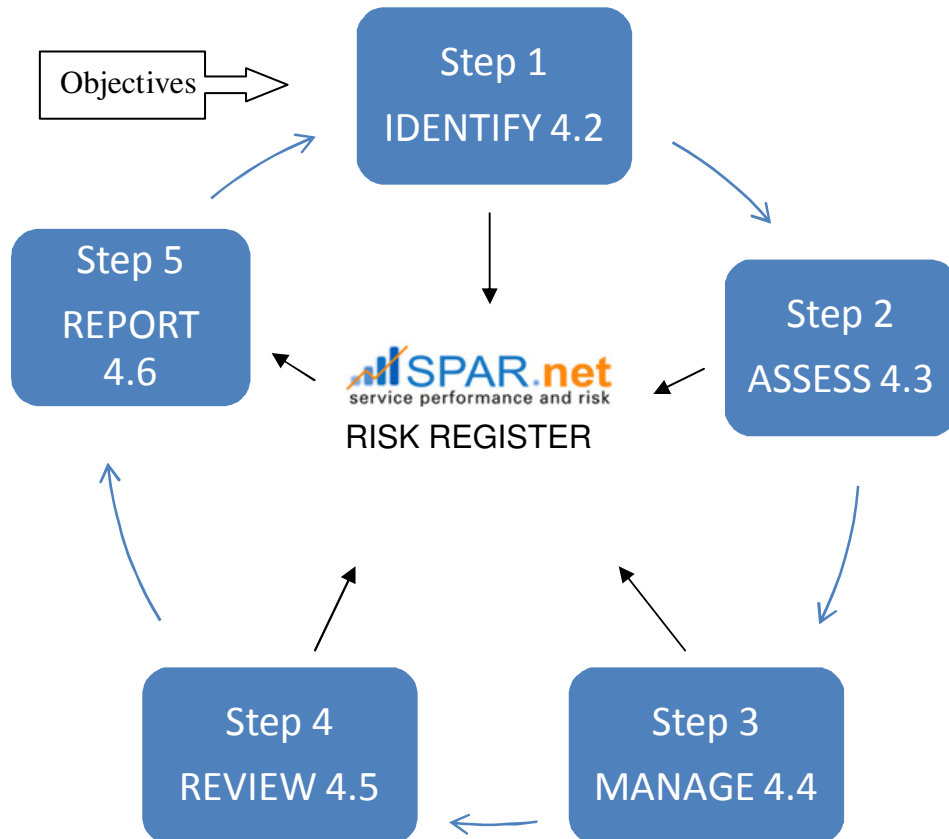 Objectives
Step 1
IDENTIFY 4.2
Step 2
ASSESS 4.3
Step 3
MANAGE 4.4
Step 4
REVIEW 4.5
Step 5
REPORT
4.6
SPAR.net
service performance and risk
RISK REGISTER